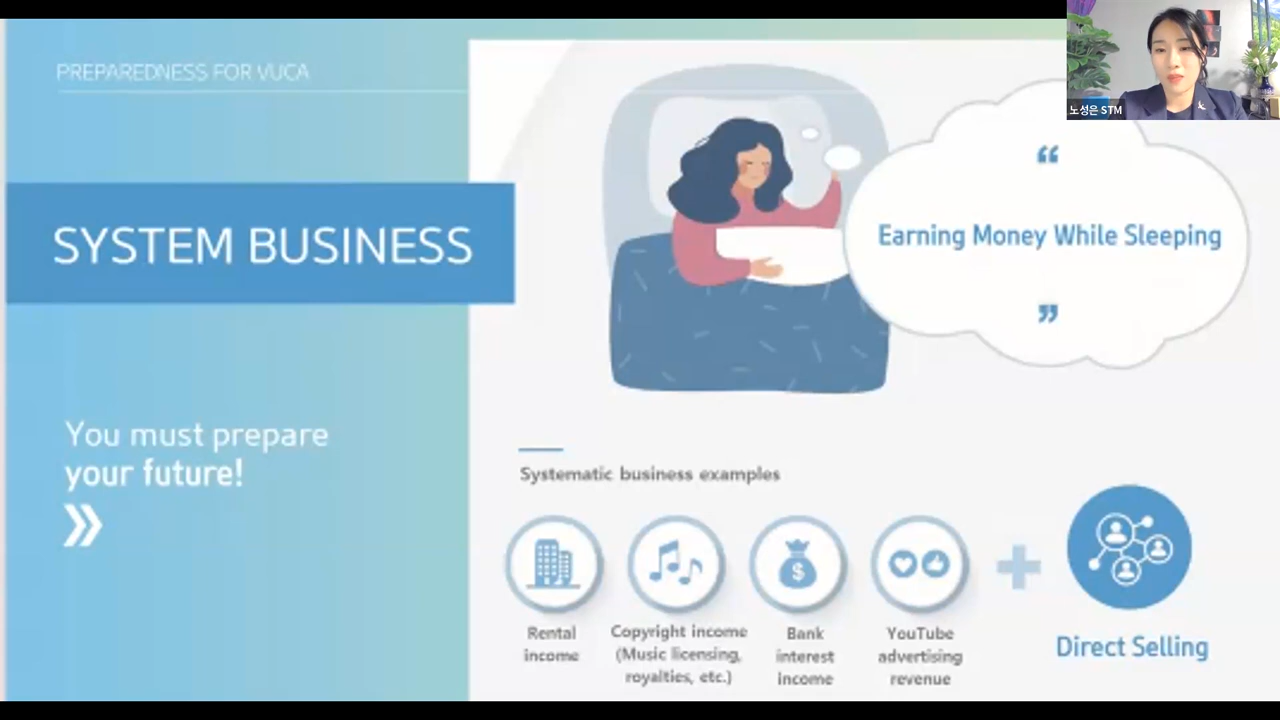 PREPAREDNESS FOR VUCA
노성은 STM
SYSTEM BUSINESS
“
Earning Money While Sleeping
”
You must prepare
your future!
Systematic business examples
Rental
income
Copyright income
(Music licensing,
royalties, etc.)
Bank
interest
income
YouTube
advertising
revenue
Direct Selling